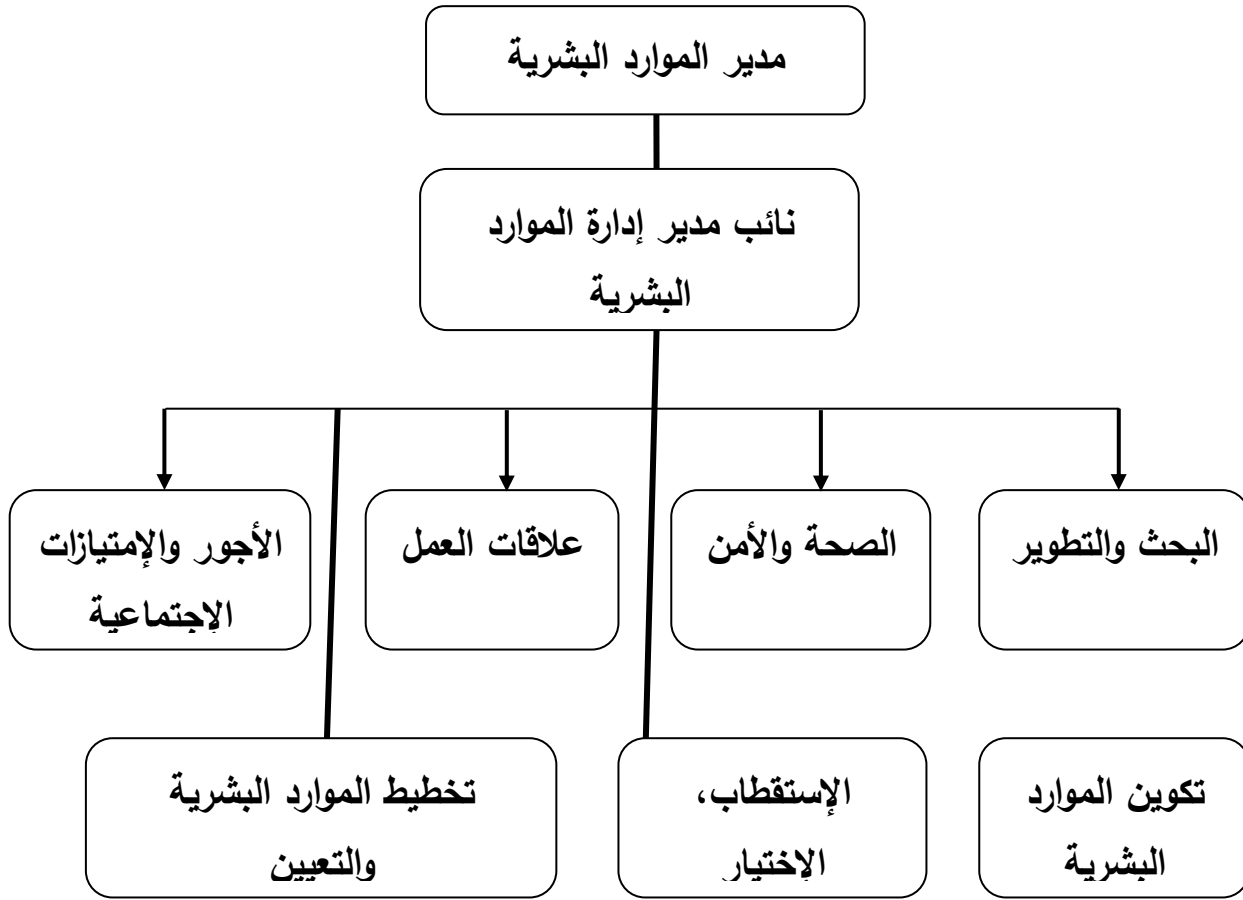 مدير الموارد البشرية
نائب مدير إدارة الموارد
البشرية
البحث والتطوير
الصحة والأمن
علاقات العمل
الأجور والإمتيازات
الإجتماعية
تكوين الموارد
البشرية
الإستقطاب،
الإختيار
تخطيط الموارد البشرية
والتعيين